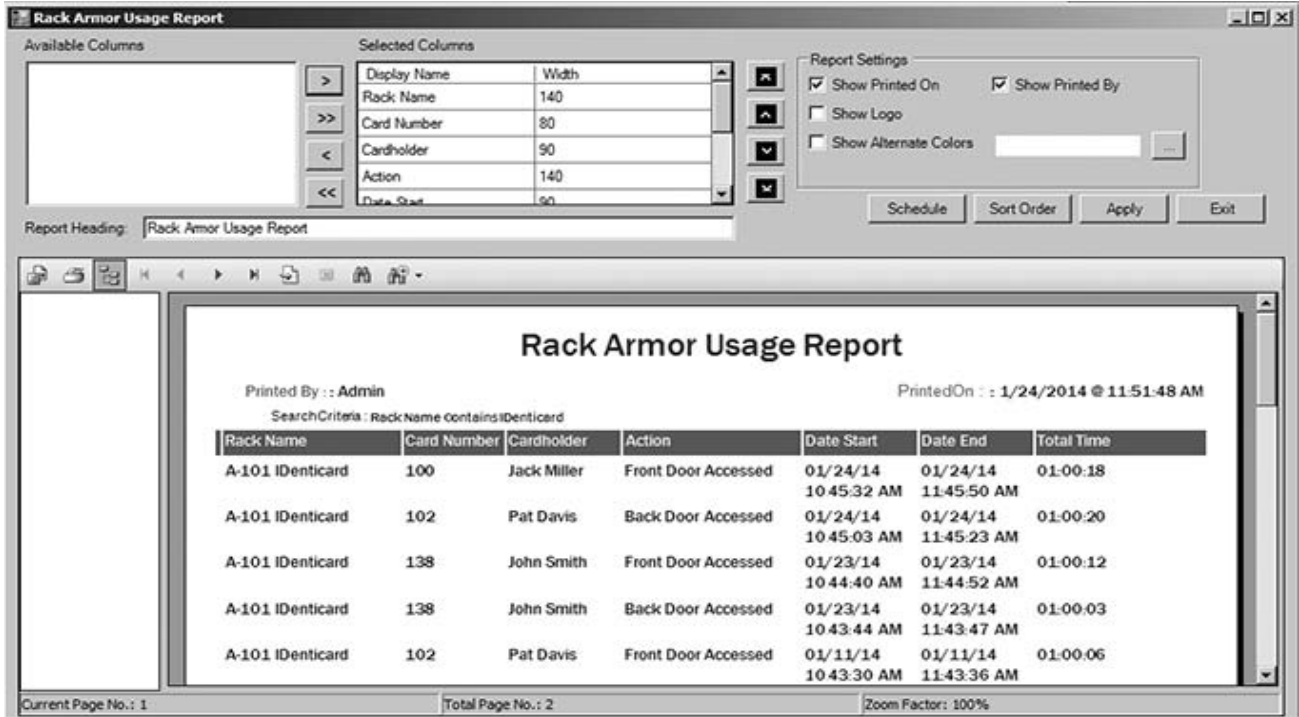 Rack Armor Usage Report
Available Columns
Selected Columns
Display Name Width
Rack Name 140
Card Number 80
Cardholder 90
Action 140
Date Start 90
>
>>
<
<<
Report Settings
Show Printed On Show Printed By
Show Logo
Show Alternate Colors ...
Schedule Sort Order Apply Exit
Report Heading: Rack Armor Usage Report
Rack Armor Usage Report
Printed By : : Admin PrintedOn : : 1/24/2014 @ 11:51:48 AM
SearchCriteria : Rack Name Contains IDenticard
Rack Name Card Number Cardholder Action Date Start Date End Total Time
A-101 IDenticard 100 Jack Miller Front Door Accessed 01/24/14 01/24/14 01:00:18
10:45:32 AM 11:45:50 AM
A-101 IDenticard 102 Pat Davis Back Door Accessed 01/24/14 01/24/14 01:00:20
10:45:03 AM 11:45:23 AM
A-101 IDenticard 138 John Smith Front Door Accessed 01/23/14 01/23/14 01:00:12
10:44:40 AM 11:44:52 AM
A-101 IDenticard 138 John Smith Back Door Accessed 01/23/14 01/23/14 01:00:03
10:43:44 AM 11:43:47 AM
A-101 IDenticard 102 Pat Davis Front Door Accessed 01/11/14 01/11/14 01:00:06
10:43:30 AM 11:43:36 AM
Current Page No.: 1 Total Page No.: 2 Zoom Factor: 100%